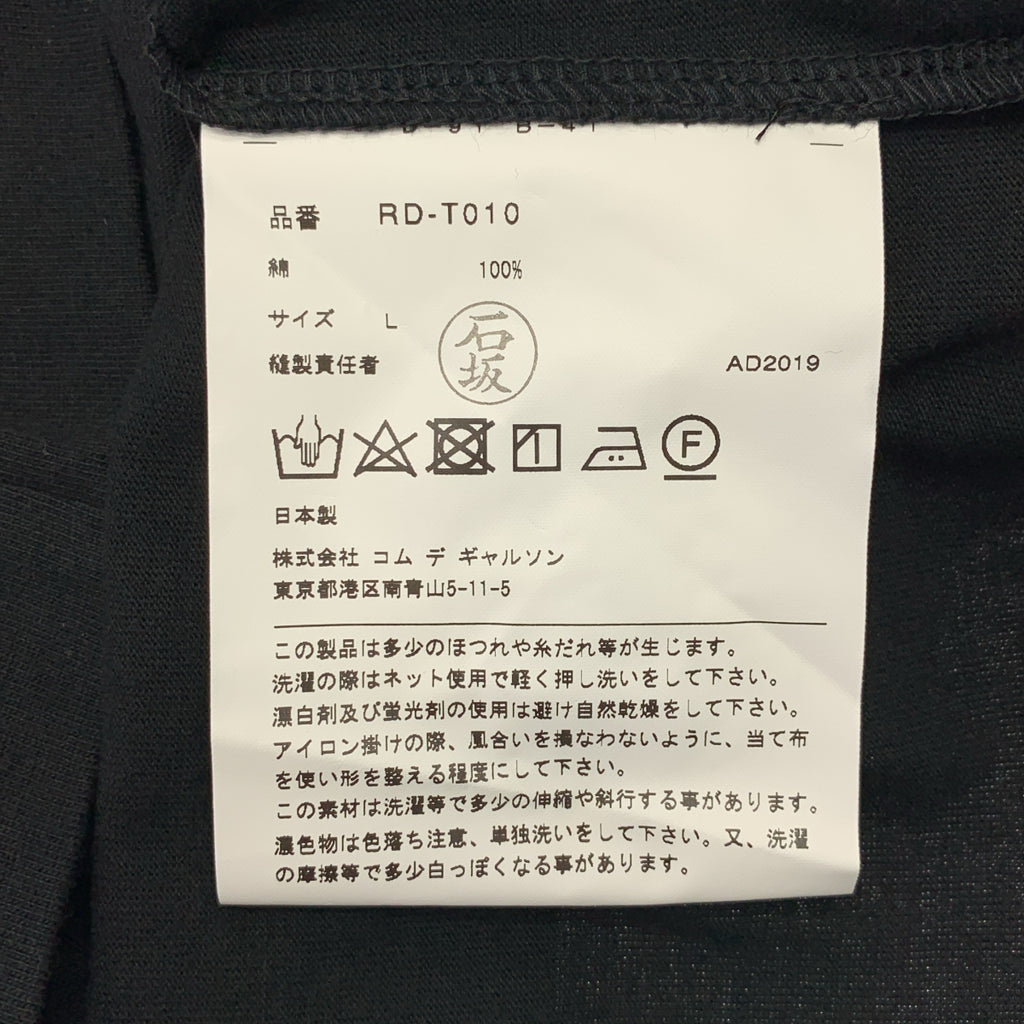 品番 RD-T010
綿 100%
サイズ L
石坂
縫製責任者 AD2019
F
日本製
株式会社 コム デ ギャルソン
東京都港区南青山5-11-5
この製品は多少のほつれや糸だれ等が生じます。
洗濯の際はネット使用で軽く押し洗いをして下さい。
漂白剤及び蛍光剤の使用は避け自然乾燥をして下さい。
アイロン掛けの際、風合いを損なわないように、当て布
を使い形を整える程度にして下さい。
この素材は洗濯等で多少の伸縮や斜行する事があります。
濃色物は色落ち注意、単独洗いをして下さい。又、洗濯
の摩擦等で多少白っぽくなる事があります。